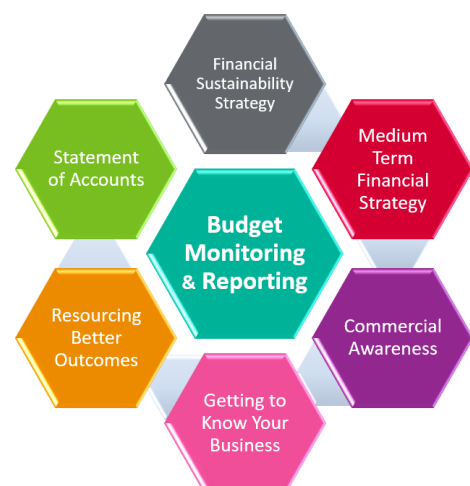 Financial
Sustainability
Strategy
Medium
Term
Financial
Strategy
Commercial
Awareness
Getting to
Know Your
Business
Resourcing
Better
Outcomes
Statement
of Accounts
Budget
Monitoring
& Reporting